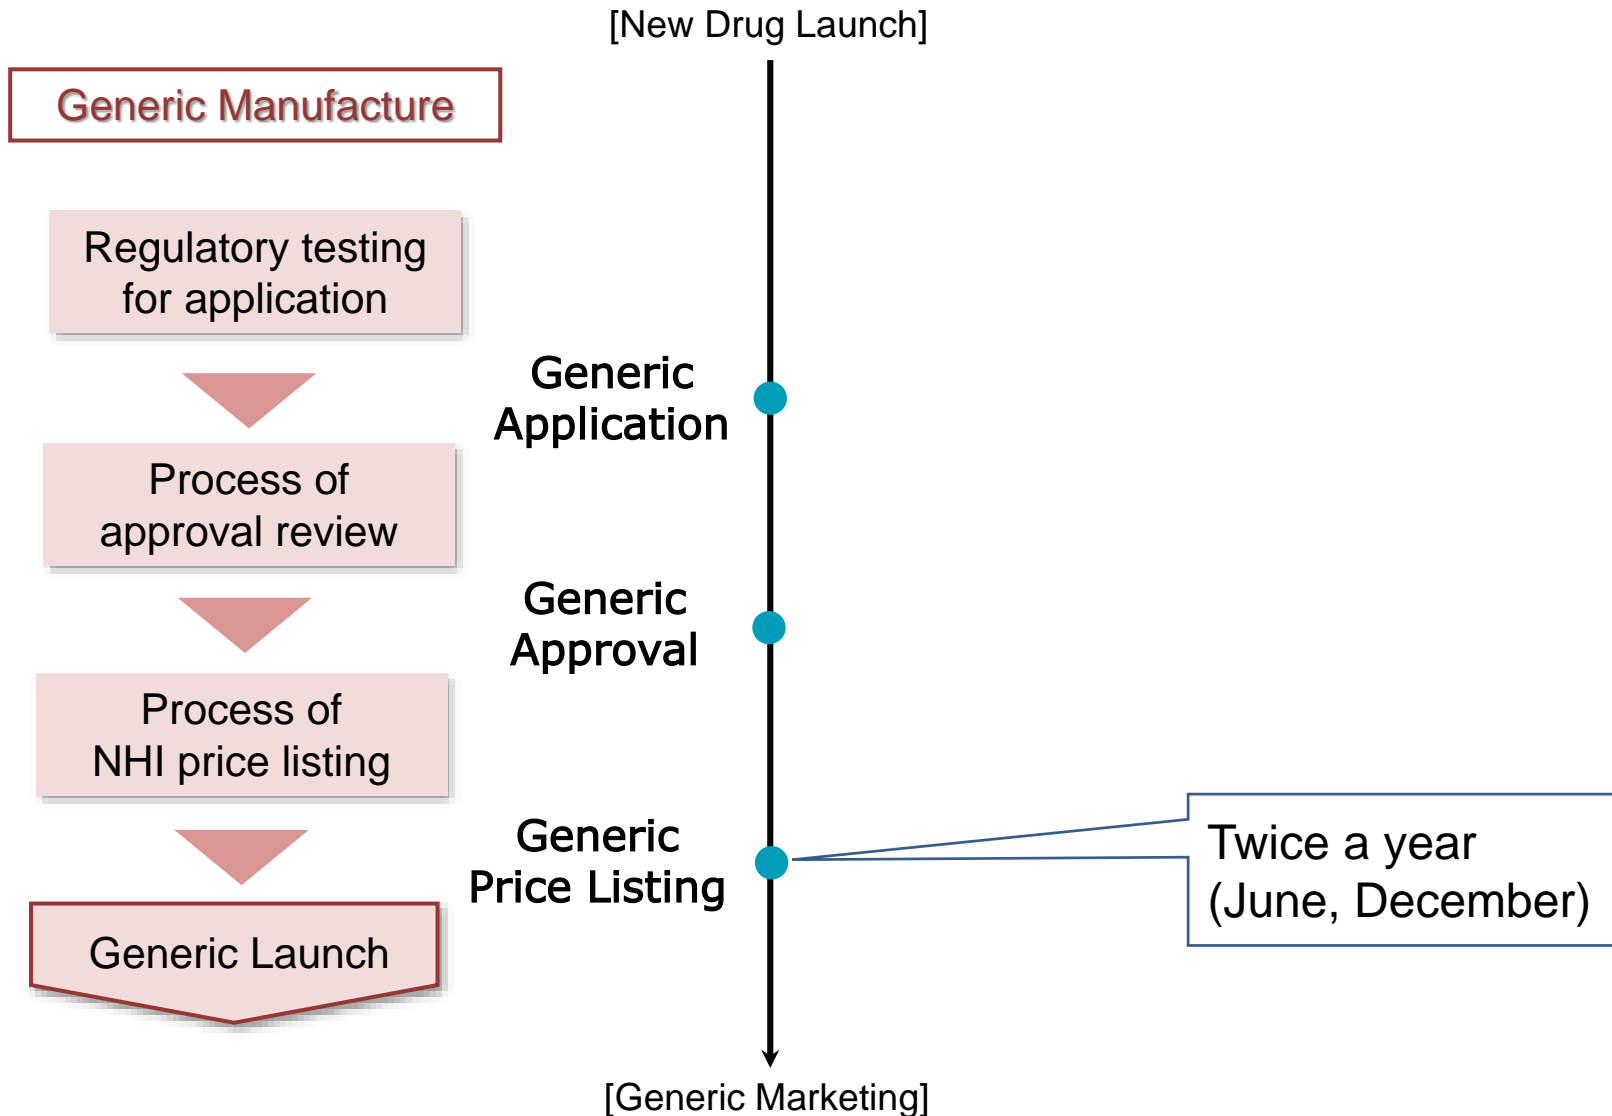 [New Drug Launch]
Generic Manufacture
Regulatory testing
for application
Generic
Application
Process of
approval review
Generic
Approval
Process of
NHI price listing
Generic
Price Listing
Twice a year
(June, December)
Generic Launch
[Generic Marketing]